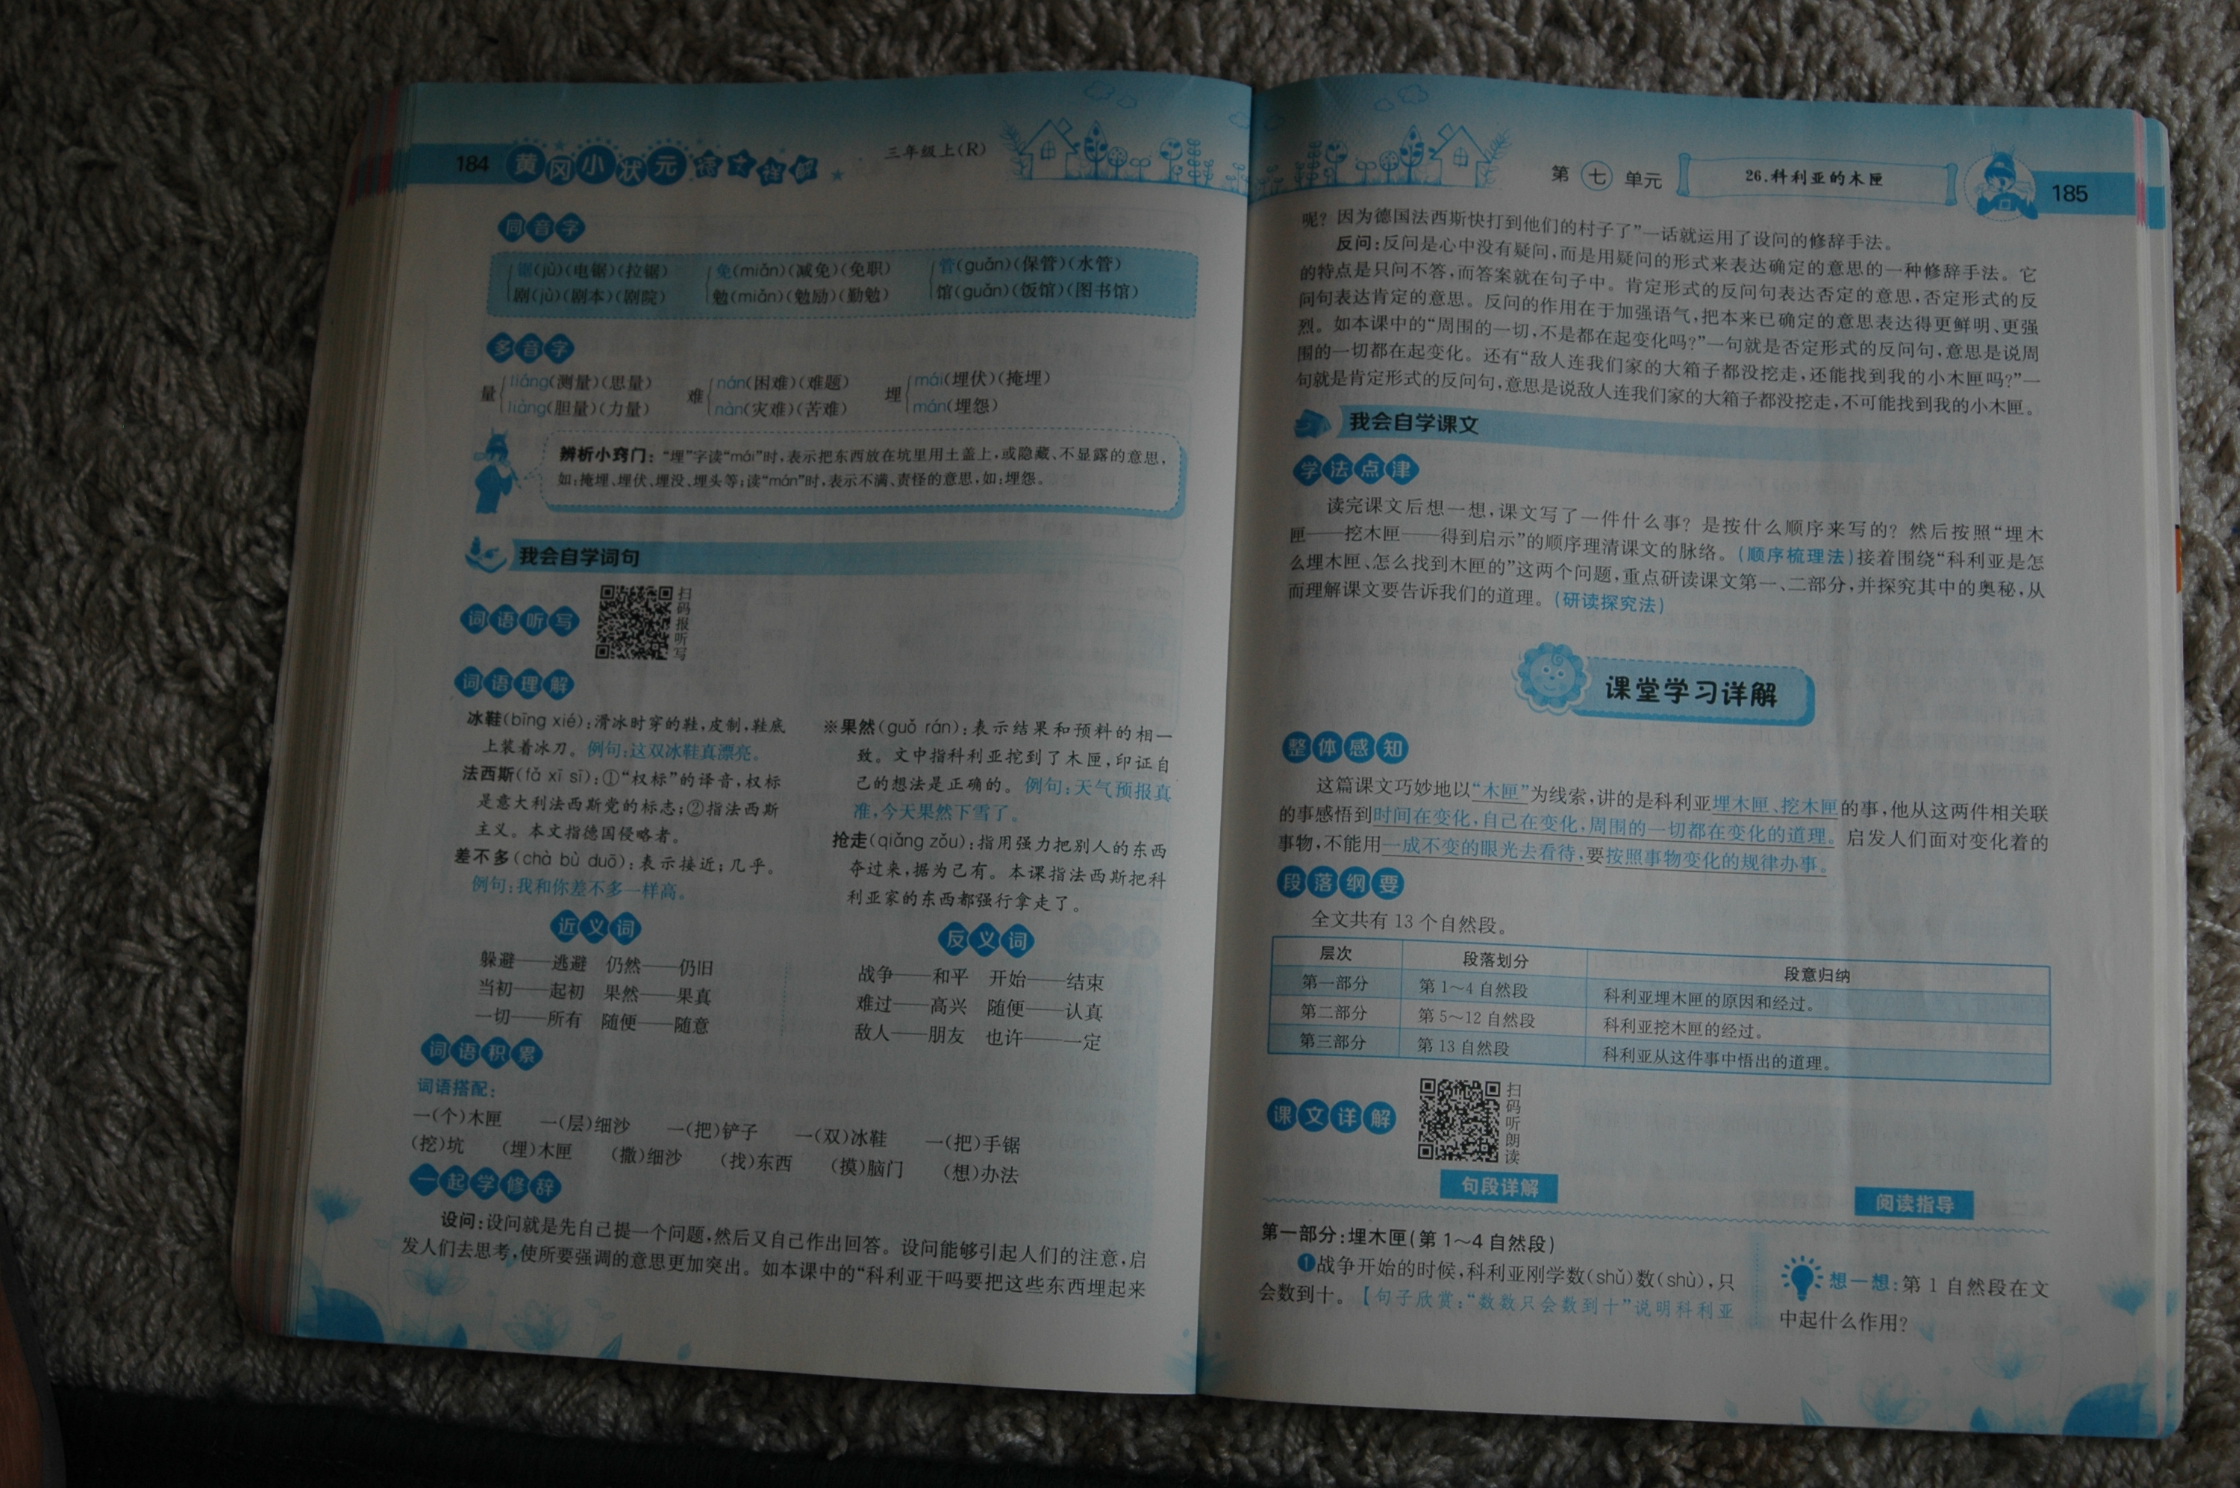 184 黄冈小状元语文详解 三年级上(R)
同音字
锯(jù)(电锯)(拉锯) 免(miǎn)(减免)(免职) 管(guǎn)(保管)(水管)
剧(jù)(剧本)(剧院) 勉(miǎn)(勉励)(勤勉) 馆(guǎn)(饭馆)(图书馆)
多音字
量 liáng(测量)(思量) 难 nán(困难)(难题) 埋 mái(埋伏)(掩埋)
liàng(胆量)(力量) nàn(灾难)(苦难) mán(埋怨)
辨析小窍门：“埋”字读“mái”时,表示把东西放在坑里用土盖上,或隐藏、不显露的意思,
如:掩埋、埋伏、埋没、埋头等;读“mán”时,表示不满、责怪的意思,如:埋怨。
我会自学词句
词语听写
扫码报听写
词语理解
冰鞋(bīng xié):滑冰时穿的鞋,皮制,鞋底
上装着冰刀。例句:这双冰鞋真漂亮。
法西斯(fǎ xī sī):①“权标”的译音,权标
是意大利法西斯党的标志;②指法西斯
主义。本文指德国侵略者。
差不多(chà bù duō):表示接近;几乎。
例句:我和你差不多一样高。
※果然(guǒ rán):表示结果和预料的相一
致。文中指科利亚挖到了木匣,印证自
己的想法是正确的。例句:天气预报真
准,今天果然下雪了。
抢走(qiǎng zǒu):指用强力把别人的东西
夺过来,据为己有。本课指法西斯把科
利亚家的东西都强行拿走了。
近义词
躲避——逃避 仍然——仍旧
当初——起初 果然——果真
一切——所有 随便——随意
反义词
战争——和平 开始——结束
难过——高兴 随便——认真
敌人——朋友 也许——一定
词语积累
词语搭配:
一(个)木匣 一(层)细沙 一(把)铲子 一(双)冰鞋 一(把)手锯
(挖)坑 (埋)木匣 (撒)细沙 (找)东西 (摸)脑门 (想)办法
一起学修辞
设问:设问就是先自己提一个问题,然后又自己作出回答。设问能够引起人们的注意,启
发人们去思考,使所要强调的意思更加突出。如本课中的“科利亚干吗要把这些东西埋起来
第七单元 26.科利亚的木匣 185
呢？因为德国法西斯快打到他们的村子了”一话就运用了设问的修辞手法。
反问:反问是心中没有疑问,而是用疑问的形式来表达确定的意思的一种修辞手法。它
的特点是只问不答,而答案就在句子中。肯定形式的反问句表达否定的意思,否定形式的反
问句表达肯定的意思。反问的作用在于加强语气,把本来已确定的意思表达得更鲜明、更强
烈。如本课中的“周围的一切,不是都在起变化吗?”一句就是否定形式的反问句,意思是说周
围的一切都在起变化。还有“敌人连我们家的大箱子都没挖走,还能找到我的小木匣吗?”一
句就是肯定形式的反问句,意思是说敌人连我们家的大箱子都没挖走,不可能找到我的小木匣。
我会自学课文
学法点津
读完课文后想一想,课文写了一件什么事？是按什么顺序来写的？然后按照“埋木
匣——挖木匣——得到启示”的顺序理清课文的脉络。(顺序梳理法)接着围绕“科利亚是怎
么埋木匣、怎么找到木匣的”这两个问题,重点研读课文第一、二部分,并探究其中的奥秘,从
而理解课文要告诉我们的道理。(研读探究法)
课堂学习详解
整体感知
这篇课文巧妙地以“木匣”为线索,讲的是科利亚埋木匣、挖木匣的事,他从这两件相关联
的事感悟到时间在变化,自己在变化,周围的一切都在变化的道理。启发人们面对变化着的
事物,不能用一成不变的眼光去看待,要按照事物变化的规律办事。
段落纲要
全文共有 13 个自然段。
层次 段落划分 段意归纳
第一部分 第 1～4 自然段 科利亚埋木匣的原因和经过。
第二部分 第 5～12 自然段 科利亚挖木匣的经过。
第三部分 第 13 自然段 科利亚从这件事中悟出的道理。
课文详解
扫码听朗读
句段详解 阅读指导
第一部分:埋木匣(第 1～4 自然段)
❶战争开始的时候,科利亚刚学数(shǔ)数(shù),只
会数到十。【句子欣赏:“数数只会数到十”说明科利亚
想一想:第 1 自然段在文
中起什么作用?